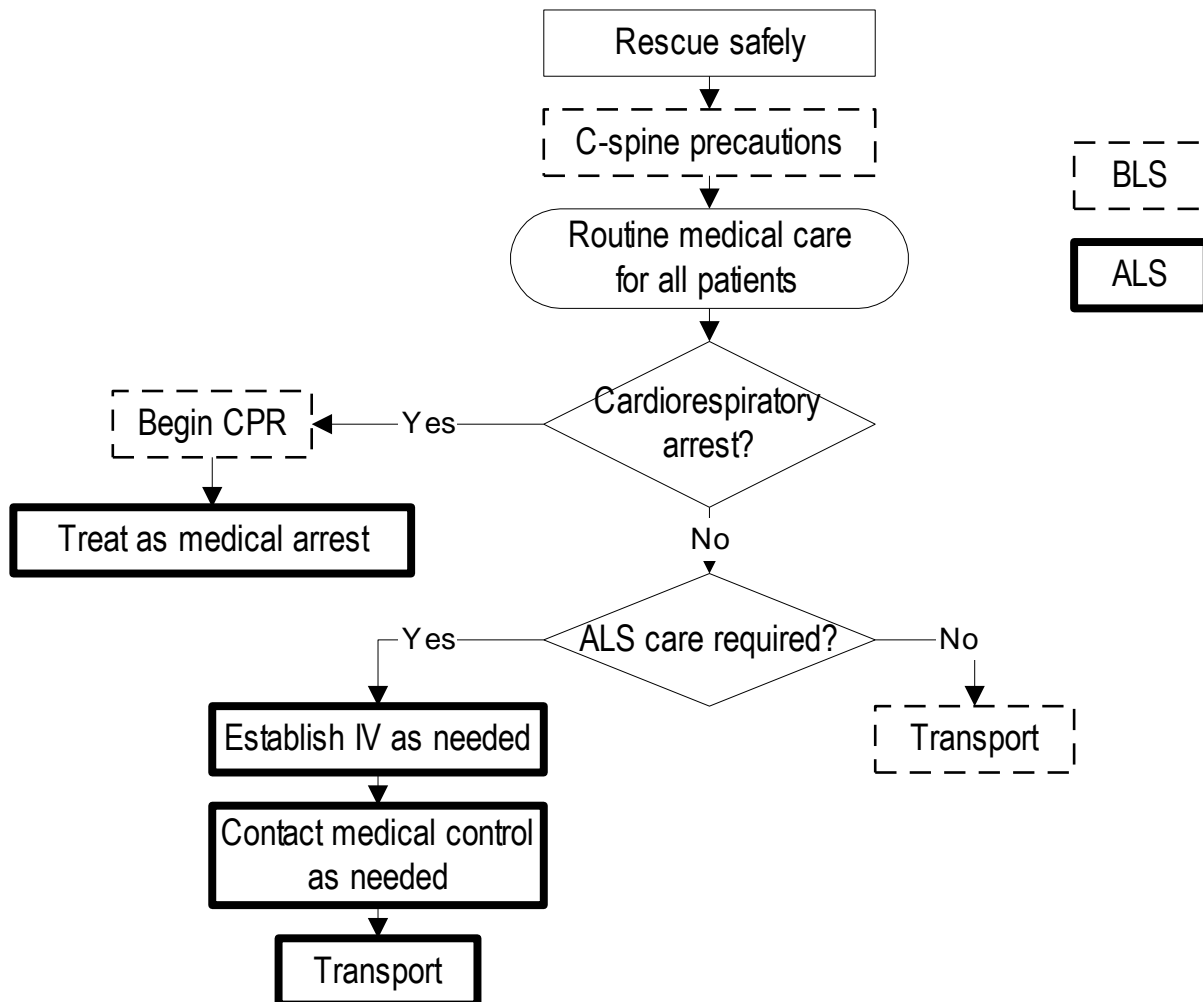 Rescue safely
C-spine precautions
BLS
Routine medical care
for all patients
ALS
Cardiorespiratory
arrest?
Begin CPR
Yes
Treat as medical arrest
No
Yes
ALS care required?
No
Establish IV as needed
Transport
Contact medical control
as needed
Transport